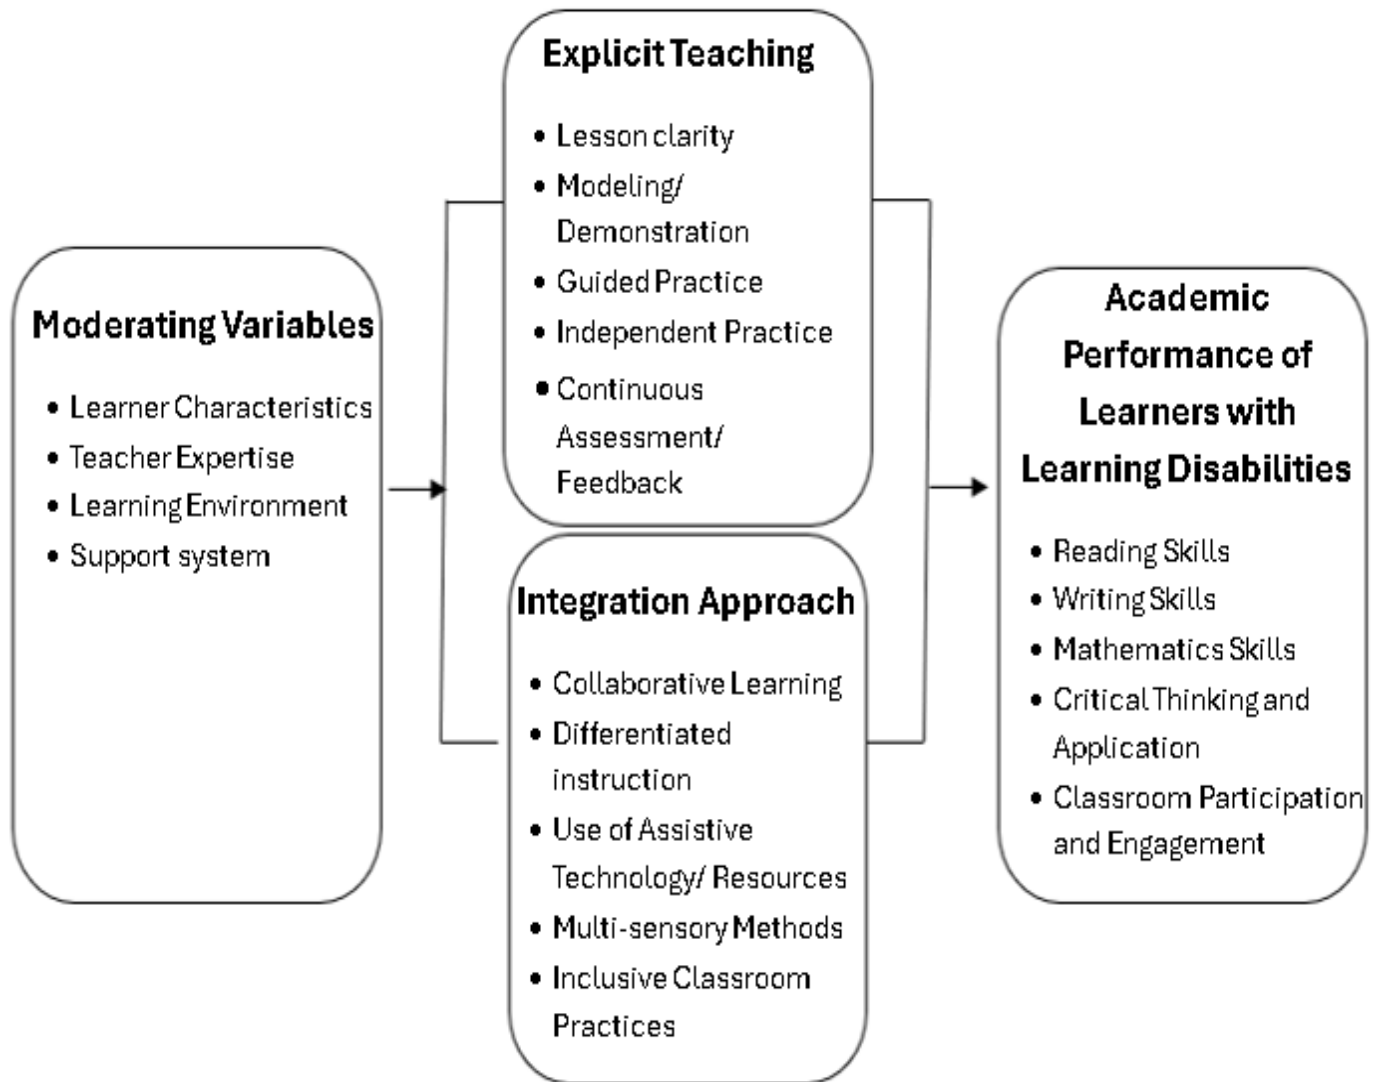 Explicit Teaching
• Lesson clarity
• Modeling/
Demonstration
• Guided Practice
• Independent Practice
• Continuous
Assessment/
Feedback
Moderating Variables
• Learner Characteristics
• Teacher Expertise
• Learning Environment
• Support system
Integration Approach
• Collaborative Learning
• Differentiated
instruction
• Use of Assistive
Technology/ Resources
• Multi-sensory Methods
• Inclusive Classroom
Practices
Academic
Performance of
Learners with
Learning Disabilities
• Reading Skills
• Writing Skills
• Mathematics Skills
• Critical Thinking and
Application
• Classroom Participation
and Engagement